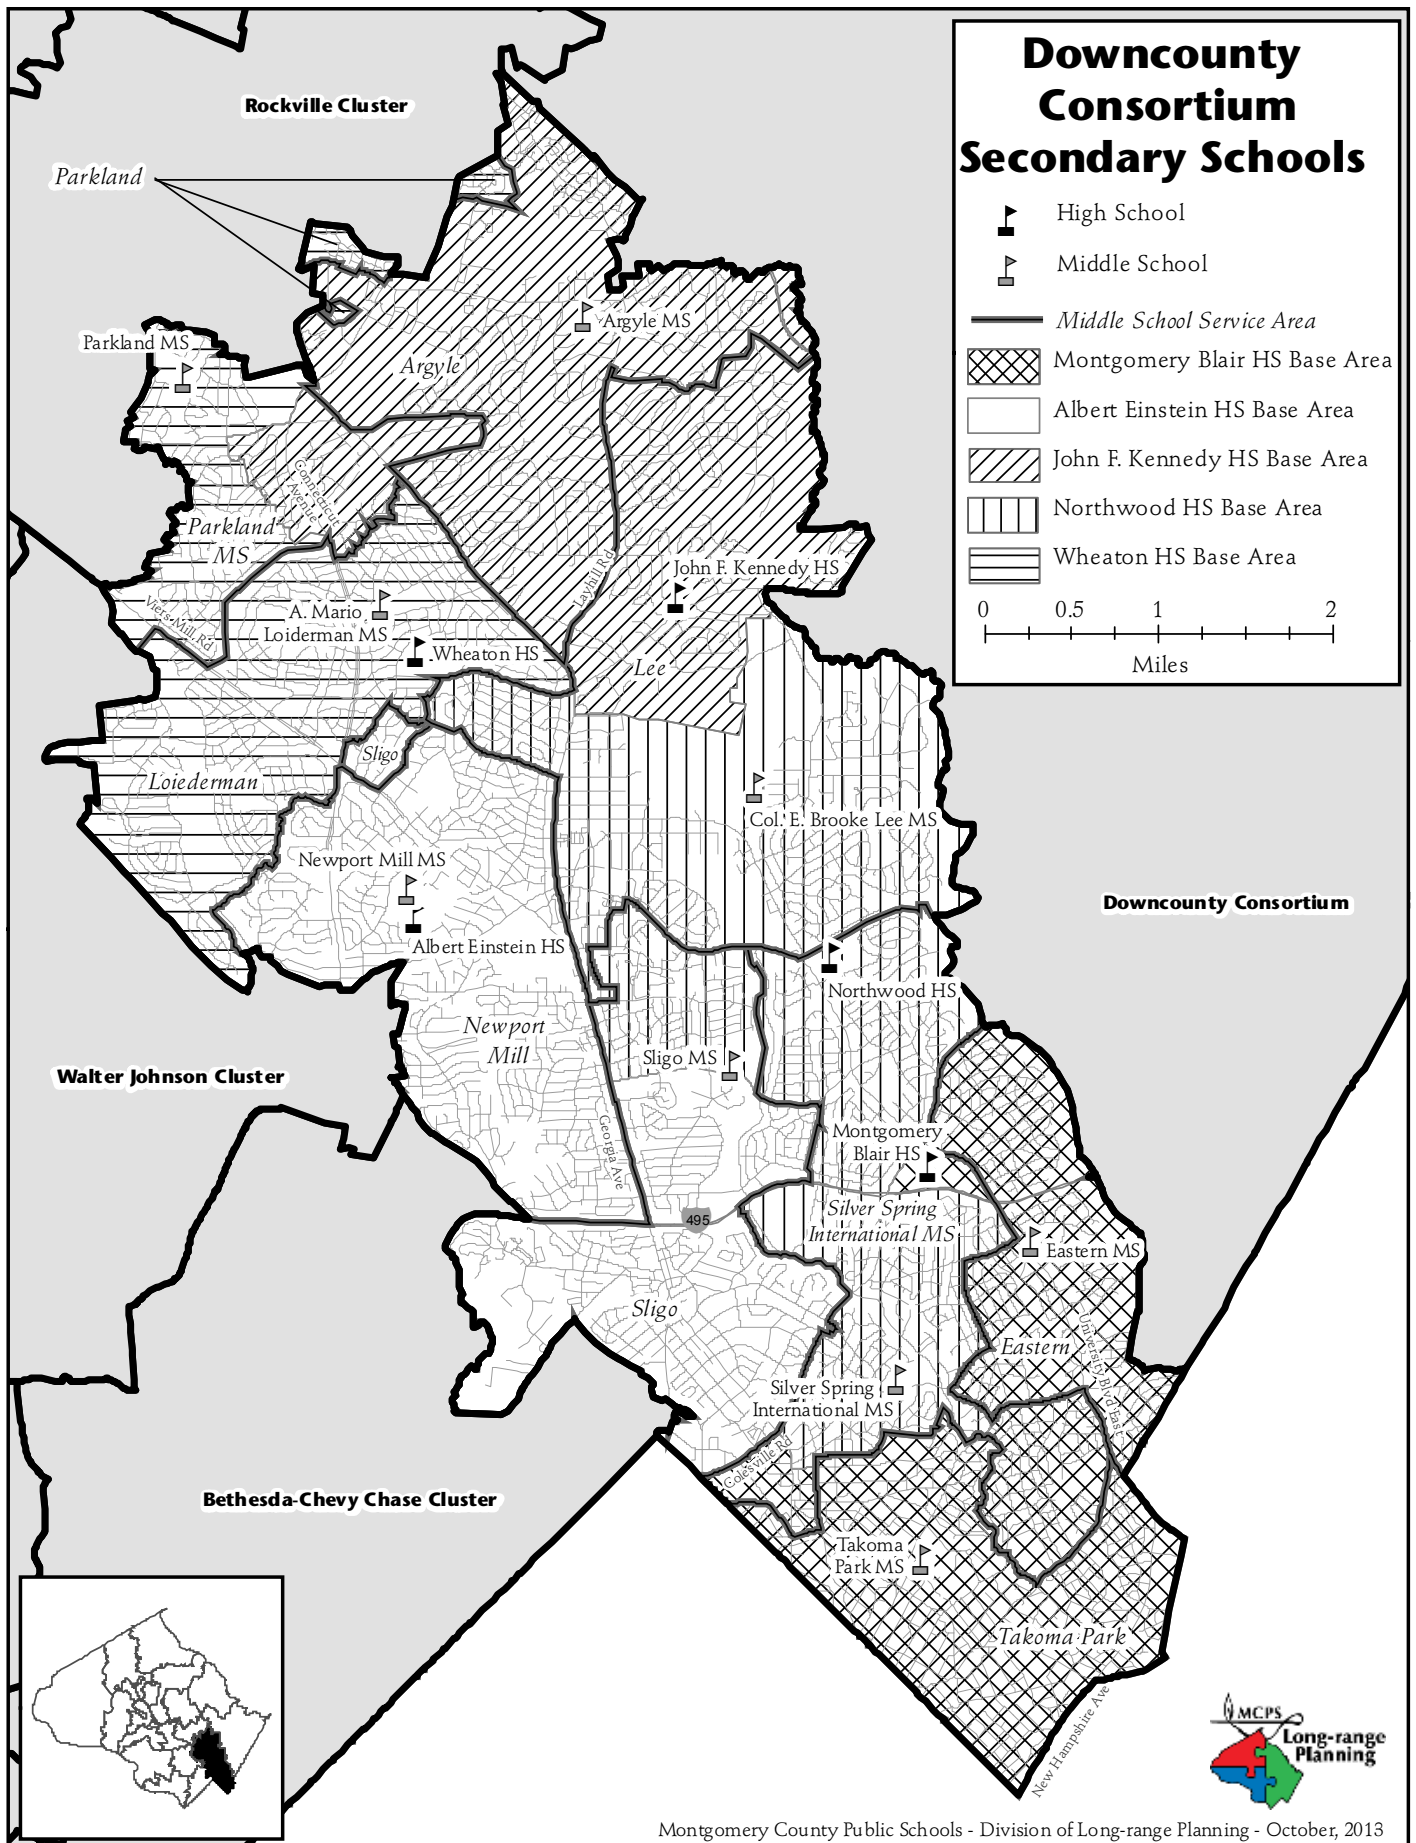 Downcounty
Consortium
Secondary Schools
High School
Middle School
Middle School Service Area
Montgomery Blair HS Base Area
Albert Einstein HS Base Area
John F. Kennedy HS Base Area
Northwood HS Base Area
Wheaton HS Base Area
0 0.5 1 2
Miles
Rockville Cluster
Parkland
Argyle MS
Parkland MS
Argyle
Connecticut
Avenue
Parkland
MS
Layhill Rd
John F. Kennedy HS
A. Mario
Loiderman MS
Viers Mill Rd
Wheaton HS
Lee
Sligo
Loiederman
Col. E. Brooke Lee MS
Newport Mill MS
Albert Einstein HS
Downcounty Consortium
Northwood HS
Newport
Mill
Sligo MS
Walter Johnson Cluster
Georgia Ave
Montgomery
Blair HS
495
Silver Spring
International MS
Eastern MS
Sligo
Eastern
University Blvd East
Silver Spring
International MS
Colesville Rd
Bethesda-Chevy Chase Cluster
Takoma
Park MS
Takoma Park
New Hampshire Ave
MCPS
Long-range
Planning
Montgomery County Public Schools - Division of Long-range Planning - October, 2013